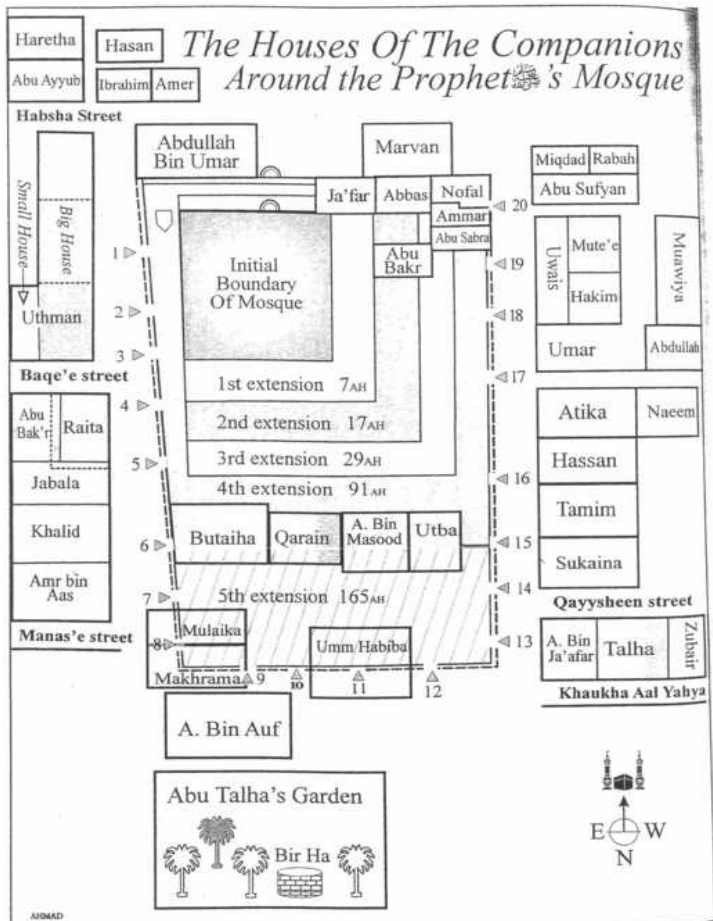 The Houses Of The Companions
Around the Prophetﷺ's Mosque
Haretha
Hasan
Abu Ayyub
Ibrahim
Amer
Habsha Street
Abdullah
Bin Umar
Marvan
Miqdad
Rabah
Abu Sufyan
Ja'far
Abbas
Nofal
Ammar
Abu Sabra
Abu
Bakr
20
Small House
Big House
Uthman
Initial
Boundary
Of Mosque
1
2
3
19
18
17
Uwais
Mute'e
Hakim
Muawiya
Umar
Abdullah
Baqe'e street
1st extension 7AH
2nd extension 17AH
3rd extension 29AH
4th extension 91AH
4
5
16
Abu
Bak'r
Raita
Jabala
Khalid
Amr bin
Aas
Atika
Naeem
Hassan
Tamim
Sukaina
Butaiha
Qarain
A. Bin
Masood
Utba
6
7
15
14
5th extension 165AH
Manas'e street
Qayysheen street
8
Mulaika
Makhrama
Umm Habiba
13
9
10
11
12
A. Bin
Ja'afar
Talha
Zubair
Khaukha Aal Yahya
A. Bin Auf
Abu Talha's Garden
Bir Ha
E
W
N
AHMAD